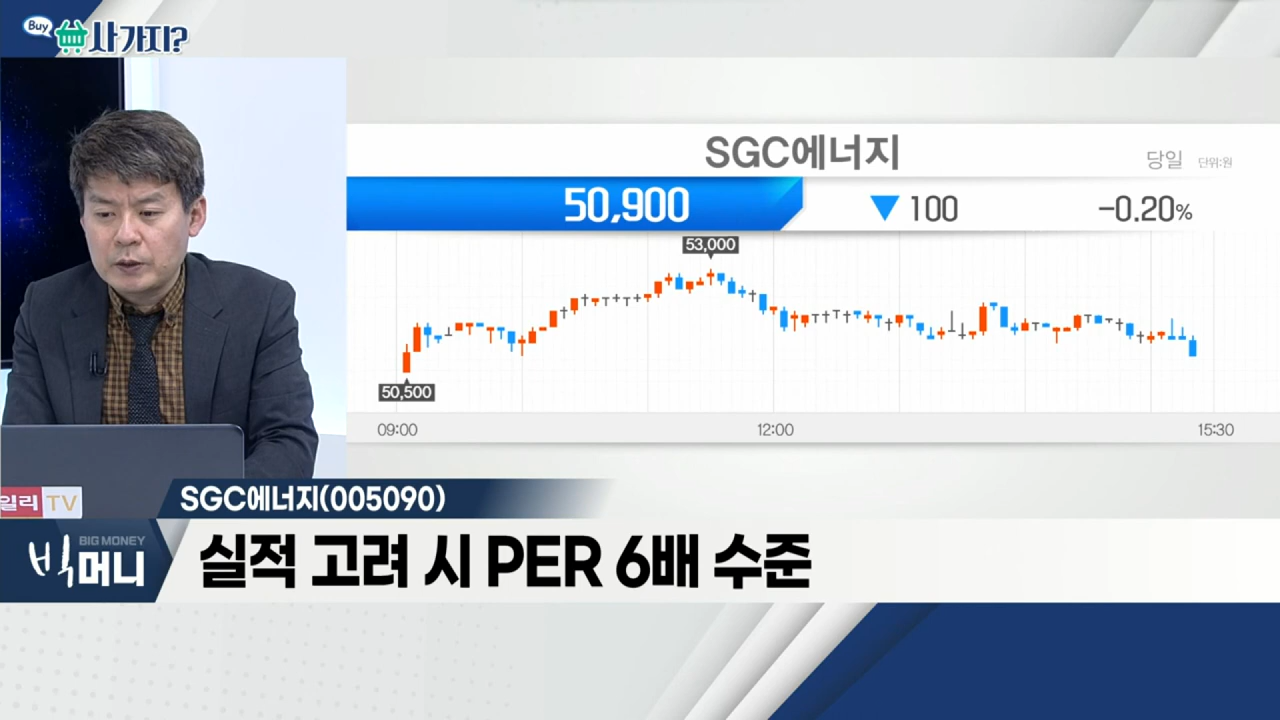 Buy
사가지?
SGC에너지
당일 단위:원
50,900 ▼100 -0.20%
53,000
50,500
09:00 12:00 15:30
일리 TV
SGC에너지(005090)
BIG MONEY
빅머니
실적 고려 시 PER 6배 수준